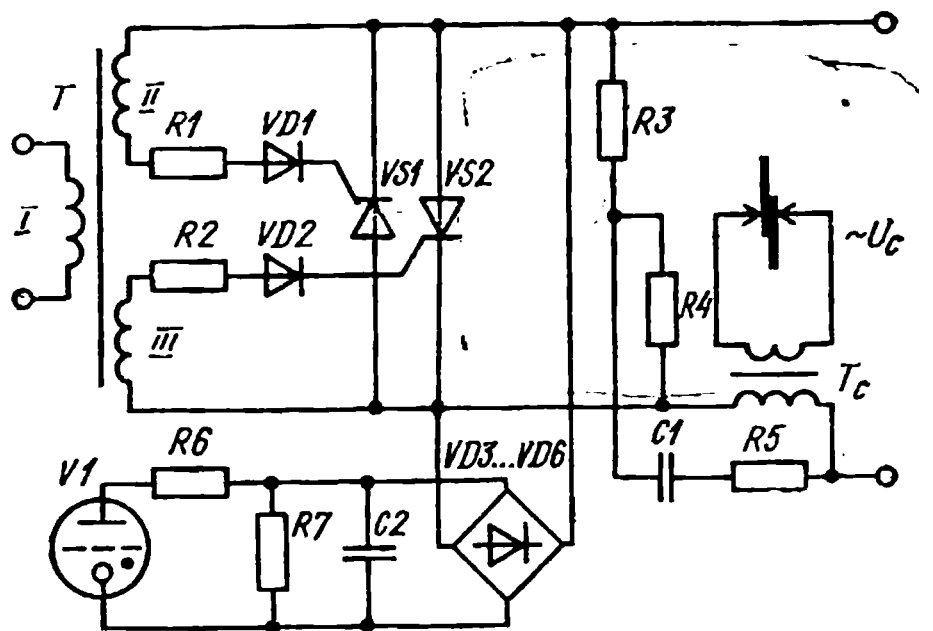 T
II
R1
VD1
VS1
VS2
R3
I
R2
VD2
~Uc
III
R4
Tc
R6
VD3...VD6
C1
R5
V1
R7
C2